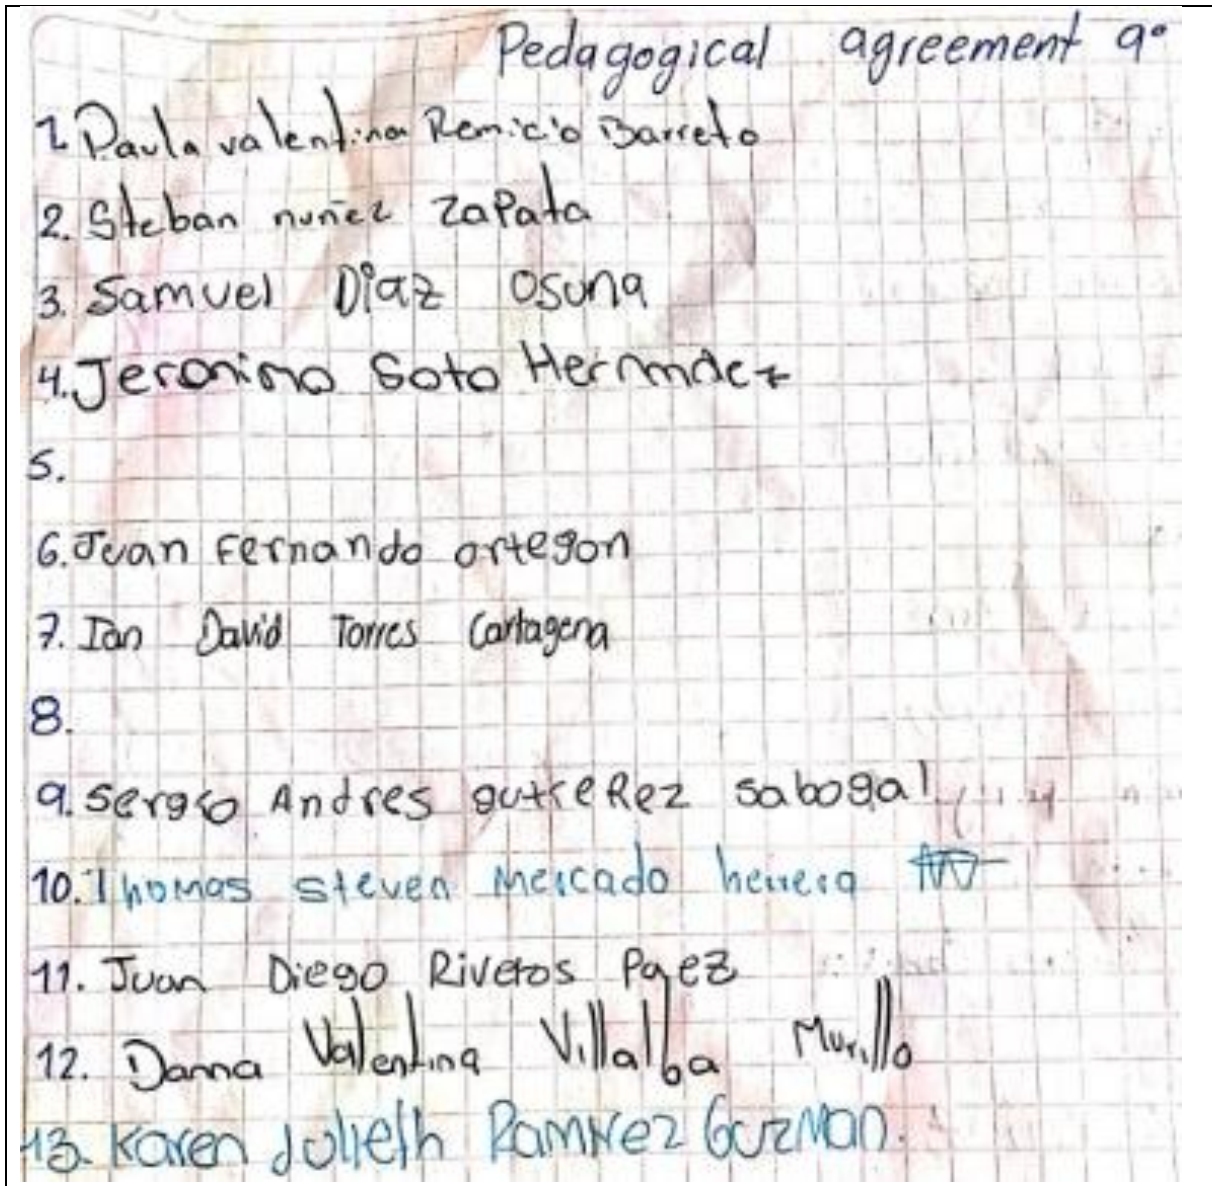 Pedagogical agreement 9°
1. Paula valentina Remicio Barreto
2. Steban nuñez zapata
3. Samuel Diaz Osuna
4. Jeronimo Soto Hernndez
5.
6. Juan Fernando ortegon
7. Ian David Torres Cartagena
8.
9. Sergio Andres gutieRez sabogal
10. Thomas steven mercado herrera
11. Juan Diego Riveros Paez
12. Danna Valentina Villalba Murillo
13. Karen Julieth Ramirez Guzman.